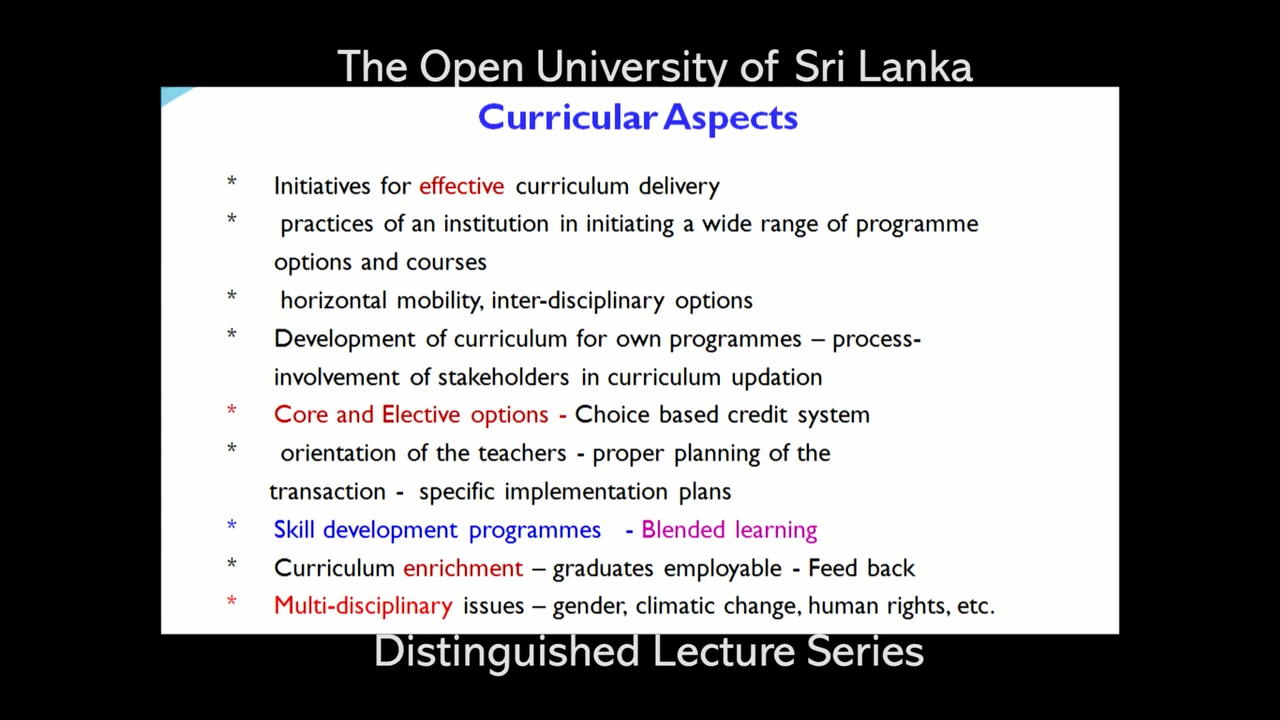 The Open University of Sri Lanka
Curricular Aspects
* Initiatives for effective curriculum delivery
* practices of an institution in initiating a wide range of programme
options and courses
* horizontal mobility, inter-disciplinary options
* Development of curriculum for own programmes – process-
involvement of stakeholders in curriculum updation
* Core and Elective options - Choice based credit system
* orientation of the teachers - proper planning of the
transaction - specific implementation plans
* Skill development programmes - Blended learning
* Curriculum enrichment – graduates employable - Feed back
* Multi-disciplinary issues – gender, climatic change, human rights, etc.
Distinguished Lecture Series